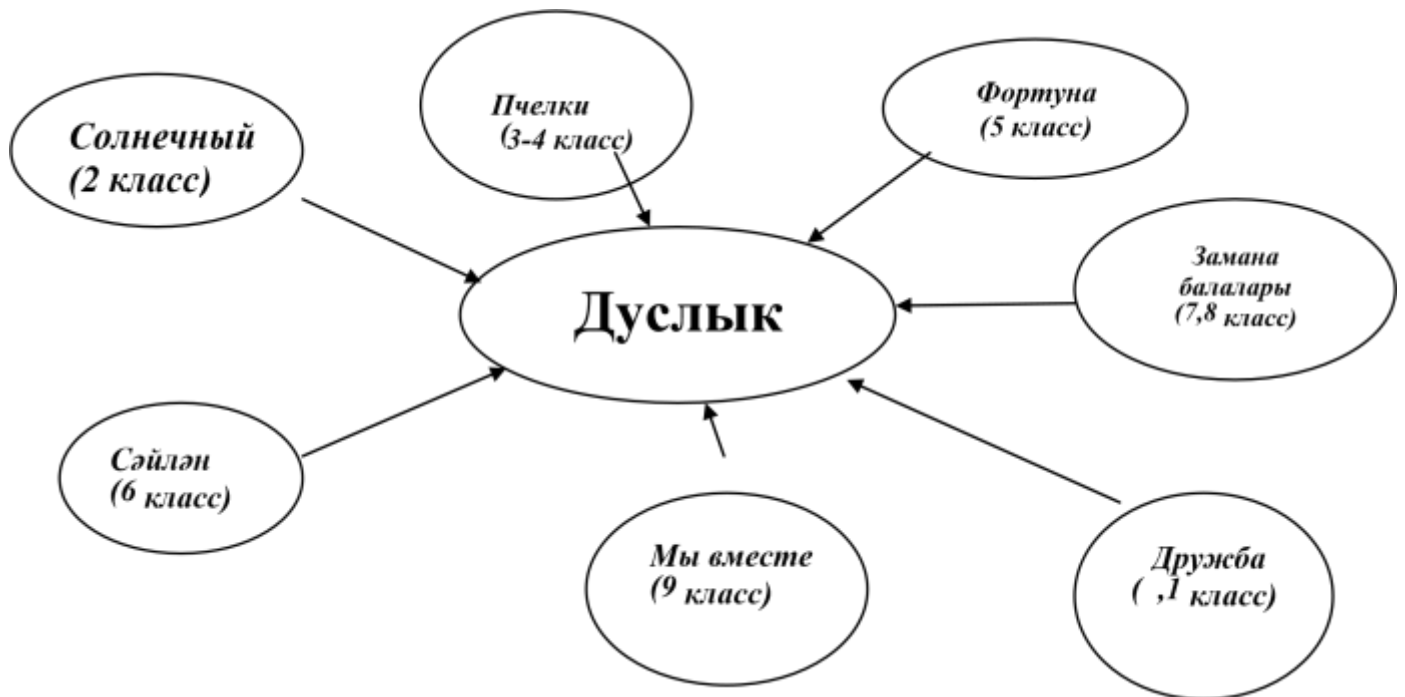 Пчелки
(3-4 класс)
Фортуна
(5 класс)
Солнечный
(2 класс)
Замана
балалары
(7,8 класс)
Дуслык
Сәйлән
(6 класс)
Мы вместе
(9 класс)
Дружба
( ,1 класс)